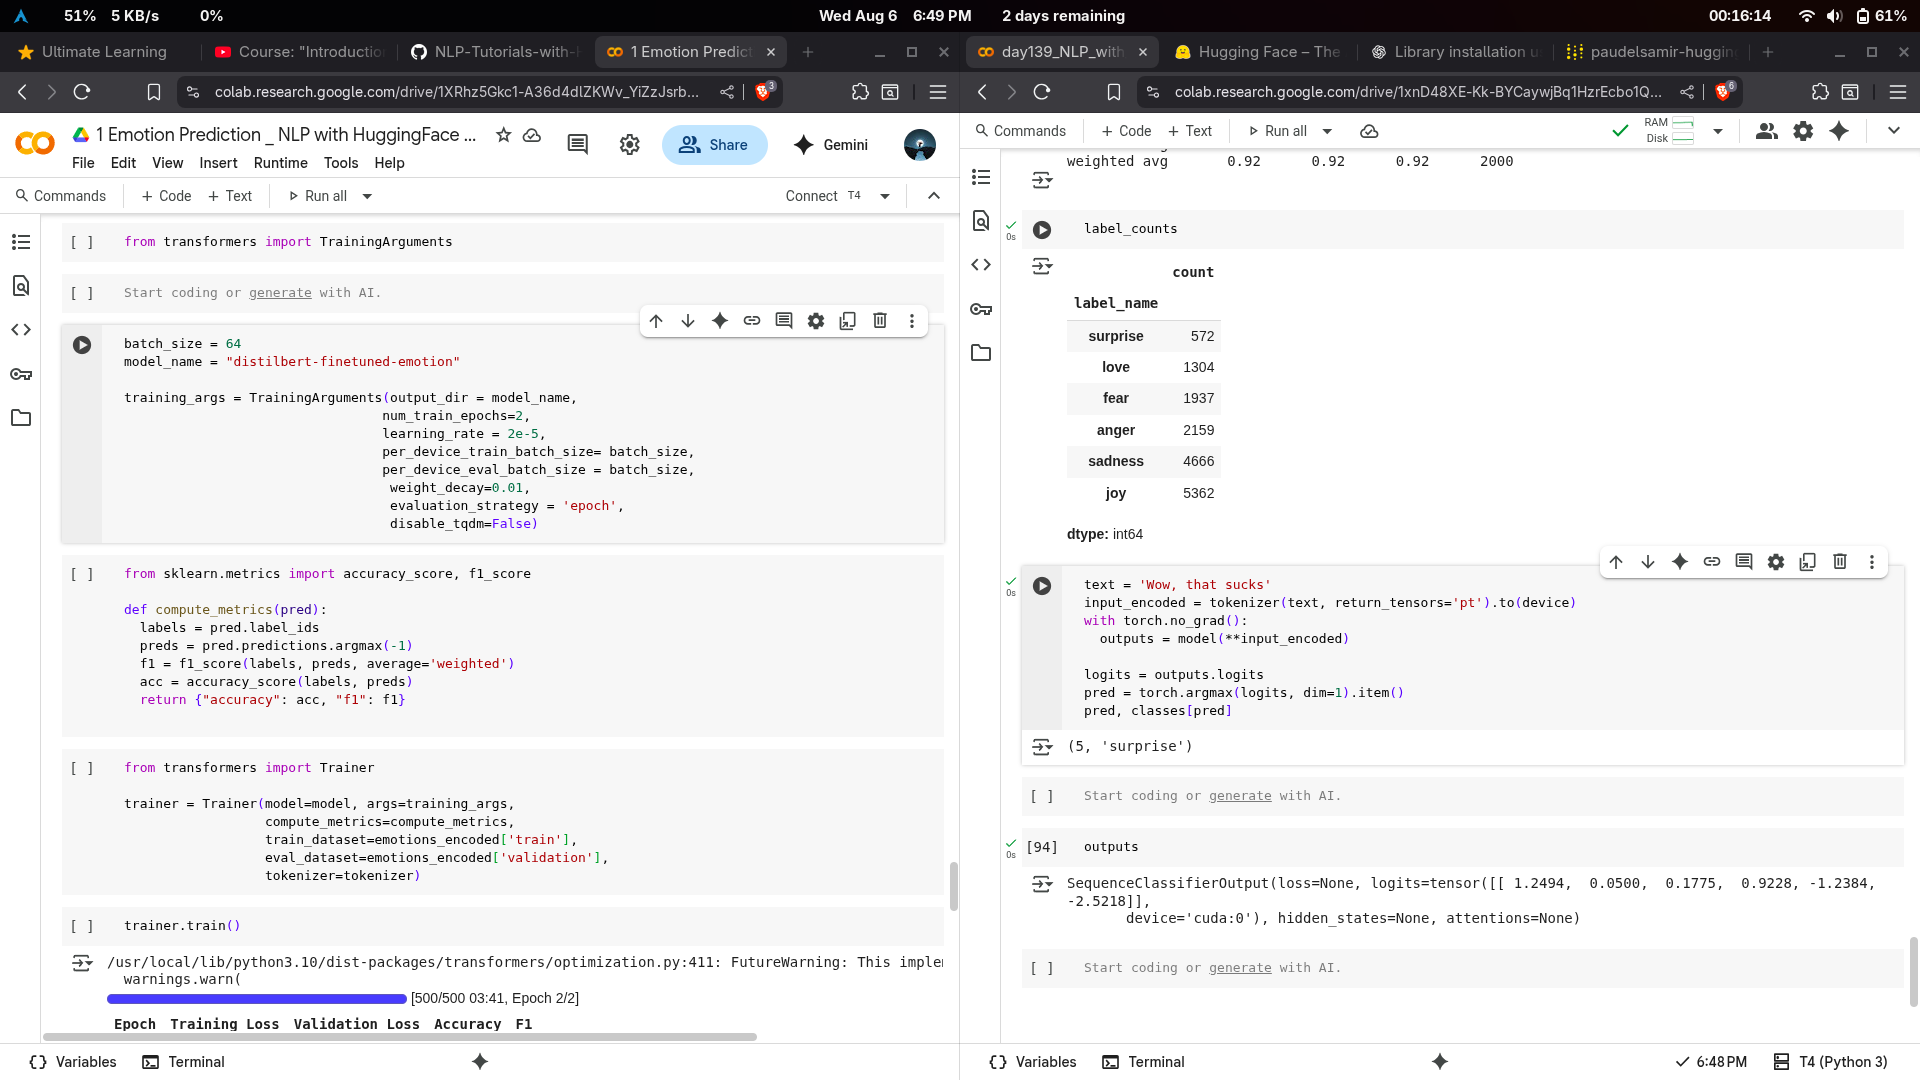 51% 5 KB/s 0% Wed Aug 6 6:49 PM 2 days remaining 00:16:14 61%
Ultimate Learning
Course: "Introduction
NLP-Tutorials-with-
1 Emotion Predict
colab.research.google.com/drive/1XRhz5Gkc1-A36d4dlZKWv_YiZzJsrb...
3
1 Emotion Prediction _ NLP with HuggingFace ...
Share
Gemini
File Edit View Insert Runtime Tools Help
Commands + Code + Text Run all Connect T4
[ ] from transformers import TrainingArguments
[ ] Start coding or generate with AI.
batch_size = 64
model_name = "distilbert-finetuned-emotion"
training_args = TrainingArguments(output_dir = model_name,
num_train_epochs=2,
learning_rate = 2e-5,
per_device_train_batch_size= batch_size,
per_device_eval_batch_size = batch_size,
weight_decay=0.01,
evaluation_strategy = 'epoch',
disable_tqdm=False)
[ ] from sklearn.metrics import accuracy_score, f1_score
def compute_metrics(pred):
labels = pred.label_ids
preds = pred.predictions.argmax(-1)
f1 = f1_score(labels, preds, average='weighted')
acc = accuracy_score(labels, preds)
return {"accuracy": acc, "f1": f1}
[ ] from transformers import Trainer
trainer = Trainer(model=model, args=training_args,
compute_metrics=compute_metrics,
train_dataset=emotions_encoded['train'],
eval_dataset=emotions_encoded['validation'],
tokenizer=tokenizer)
[ ] trainer.train()
/usr/local/lib/python3.10/dist-packages/transformers/optimization.py:411: FutureWarning: This implem
warnings.warn(
[500/500 03:41, Epoch 2/2]
Epoch Training Loss Validation Loss Accuracy F1
Variables Terminal
day139_NLP_with
Hugging Face – The
Library installation u
paudelsamir-hugging
colab.research.google.com/drive/1xnD48XE-Kk-BYCaywjBq1HzrEcbo1Q...
6
Commands + Code + Text Run all RAM
Disk
weighted avg 0.92 0.92 0.92 2000
0s label_counts
count
label_name
surprise 572
love 1304
fear 1937
anger 2159
sadness 4666
joy 5362
dtype: int64
0s text = 'Wow, that sucks'
input_encoded = tokenizer(text, return_tensors='pt').to(device)
with torch.no_grad():
outputs = model(**input_encoded)
logits = outputs.logits
pred = torch.argmax(logits, dim=1).item()
pred, classes[pred]
(5, 'surprise')
[ ] Start coding or generate with AI.
0s [94] outputs
SequenceClassifierOutput(loss=None, logits=tensor([[ 1.2494, 0.0500, 0.1775, 0.9228, -1.2384,
-2.5218]],
device='cuda:0'), hidden_states=None, attentions=None)
[ ] Start coding or generate with AI.
Variables Terminal 6:48 PM T4 (Python 3)